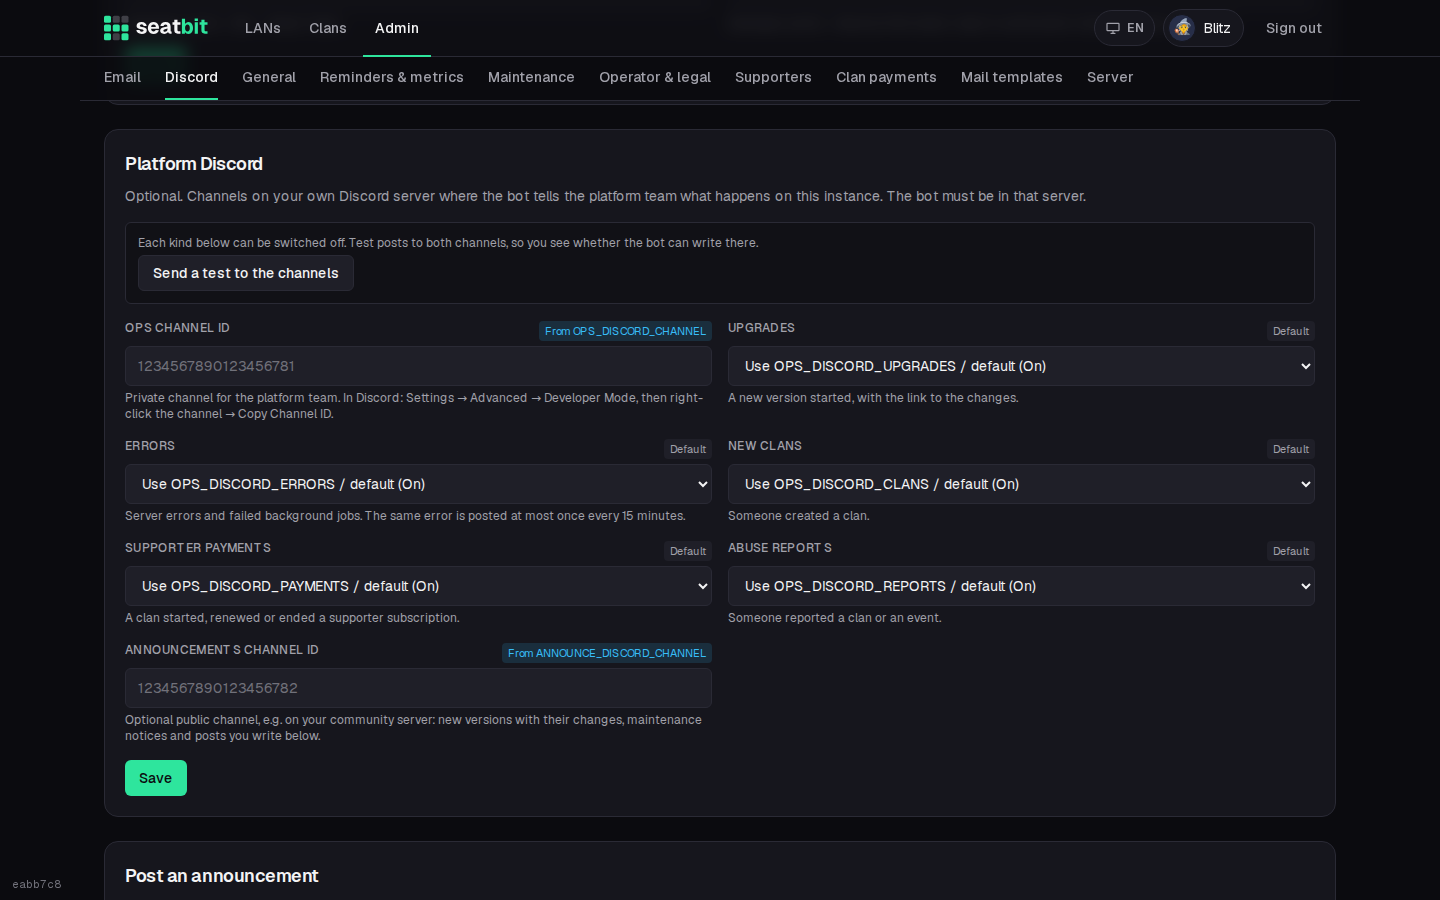 seatbit
LANs
Clans
Admin
EN
Blitz
Sign out
Email
Discord
General
Reminders & metrics
Maintenance
Operator & legal
Supporters
Clan payments
Mail templates
Server
Platform Discord
Optional. Channels on your own Discord server where the bot tells the platform team what happens on this instance. The bot must be in that server.
Each kind below can be switched off. Test posts to both channels, so you see whether the bot can write there.
Send a test to the channels
OPS CHANNEL ID
From OPS_DISCORD_CHANNEL
1234567890123456781
Private channel for the platform team. In Discord: Settings → Advanced → Developer Mode, then right-
click the channel → Copy Channel ID.
UPGRADES
Default
Use OPS_DISCORD_UPGRADES / default (On)
A new version started, with the link to the changes.
ERRORS
Default
Use OPS_DISCORD_ERRORS / default (On)
Server errors and failed background jobs. The same error is posted at most once every 15 minutes.
NEW CLANS
Default
Use OPS_DISCORD_CLANS / default (On)
Someone created a clan.
SUPPORTER PAYMENTS
Default
Use OPS_DISCORD_PAYMENTS / default (On)
A clan started, renewed or ended a supporter subscription.
ABUSE REPORTS
Default
Use OPS_DISCORD_REPORTS / default (On)
Someone reported a clan or an event.
ANNOUNCEMENTS CHANNEL ID
From ANNOUNCE_DISCORD_CHANNEL
1234567890123456782
Optional public channel, e.g. on your community server: new versions with their changes, maintenance
notices and posts you write below.
Save
Post an announcement
eabb7c8